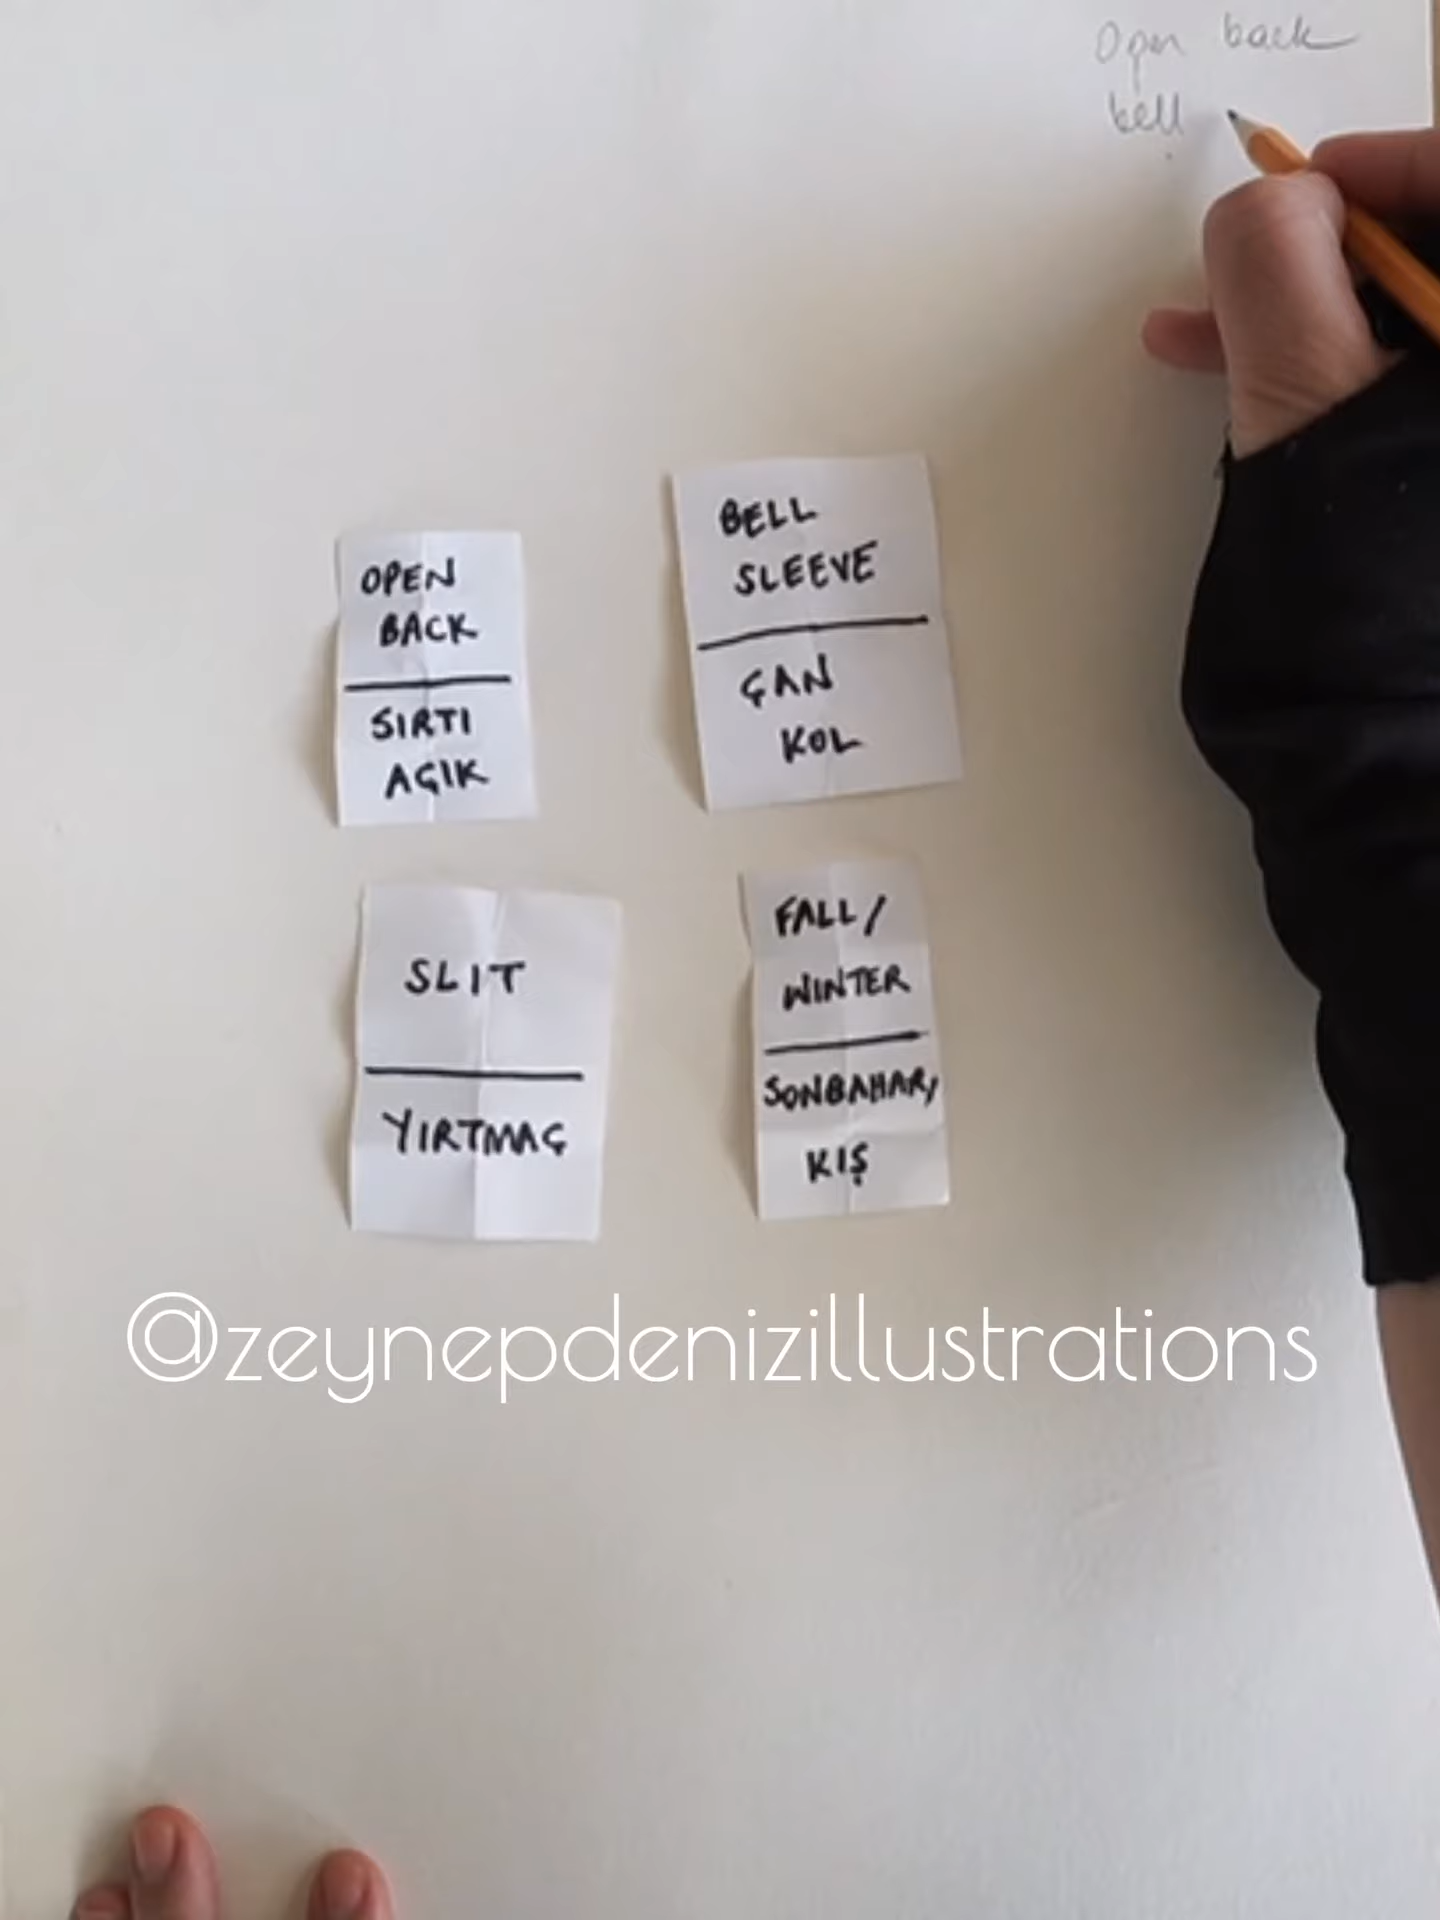 Open back
bell
OPEN
BACK
SIRTI
AÇIK
BELL
SLEEVE
ÇAN
KOL
SLIT
YIRTMAÇ
FALL/
WINTER
SONBAHAR/
KIŞ
@zeynepdenizillustrations